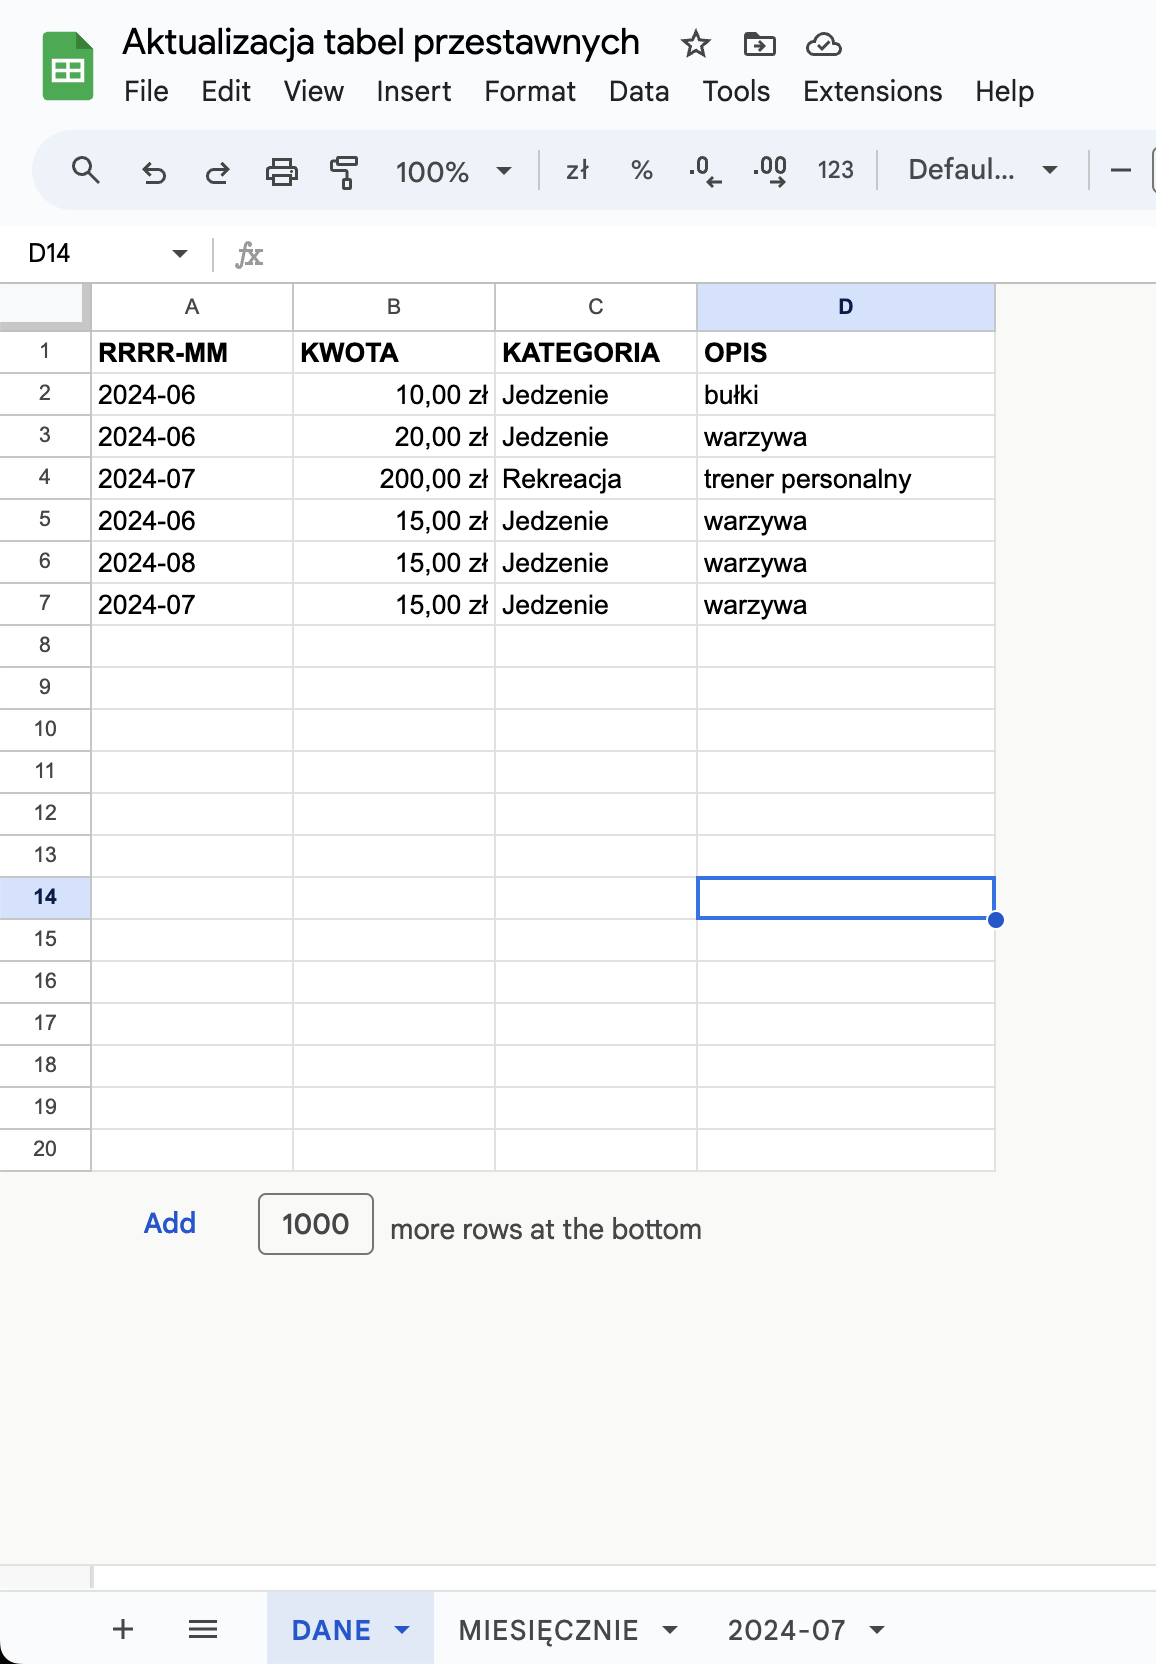 Aktualizacja tabel przestawnych
File Edit View Insert Format Data Tools Extensions Help
100% zł % .0 .00 123 Defaul...
D14 fx
A B C D
1 RRRR-MM KWOTA KATEGORIA OPIS
2 2024-06 10,00 zł Jedzenie bułki
3 2024-06 20,00 zł Jedzenie warzywa
4 2024-07 200,00 zł Rekreacja trener personalny
5 2024-06 15,00 zł Jedzenie warzywa
6 2024-08 15,00 zł Jedzenie warzywa
7 2024-07 15,00 zł Jedzenie warzywa
8
9
10
11
12
13
14
15
16
17
18
19
20
Add 1000 more rows at the bottom
DANE MIESIĘCZNIE 2024-07